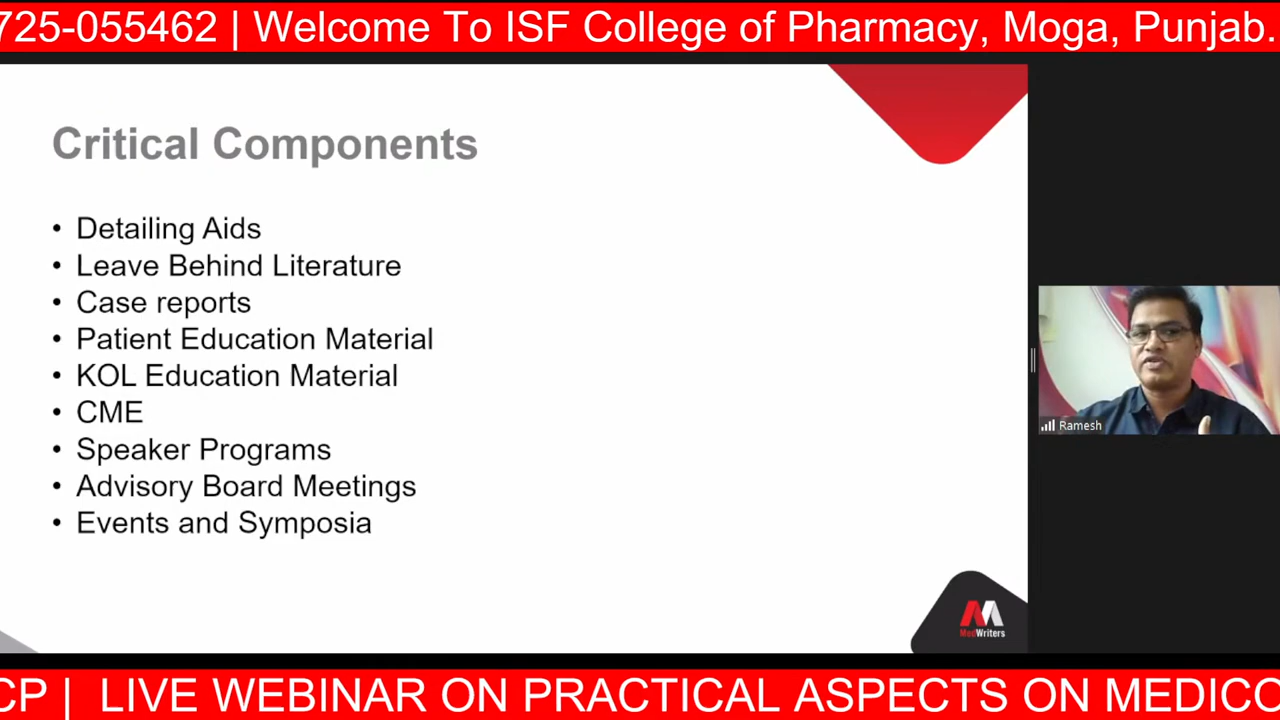 725-055462 | Welcome To ISF College of Pharmacy, Moga, Punjab.
Critical Components
• Detailing Aids
• Leave Behind Literature
• Case reports
• Patient Education Material
• KOL Education Material
• CME
• Speaker Programs
• Advisory Board Meetings
• Events and Symposia
Ramesh
MedWriters
CP | LIVE WEBINAR ON PRACTICAL ASPECTS ON MEDICO